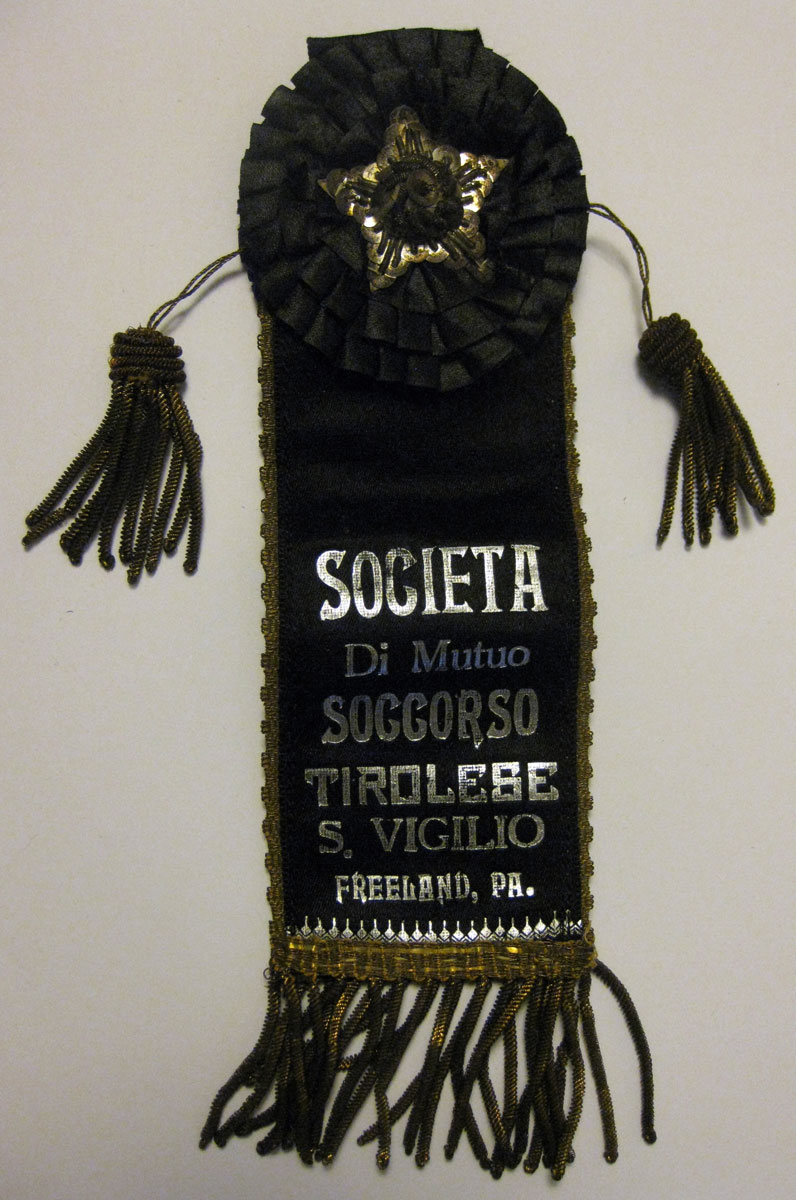 SOCIETA
Di Mutuo
SOCCORSO
TIROLESE
S. VIGILIO
FREELAND, PA.